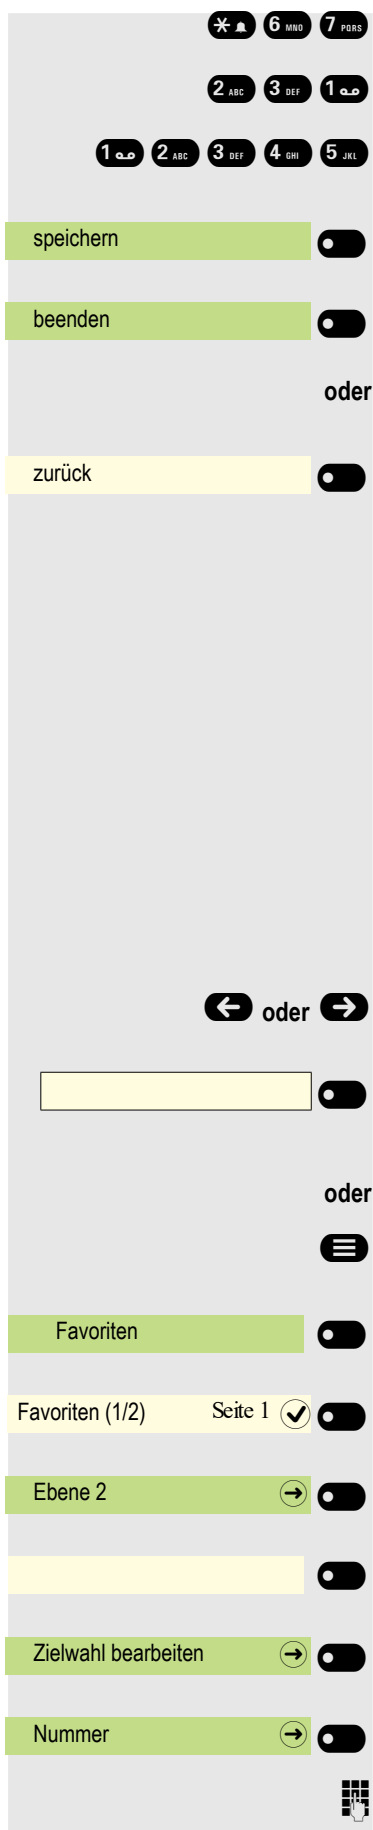 * 6 MNO 7 PQRS
2 ABC 3 DEF 1
1 2 ABC 3 DEF 4 GHI 5 JKL
speichern
beenden
oder
zurück
oder
oder
Favoriten
Favoriten (1/2) Seite 1
Ebene 2
Zielwahl bearbeiten
Nummer